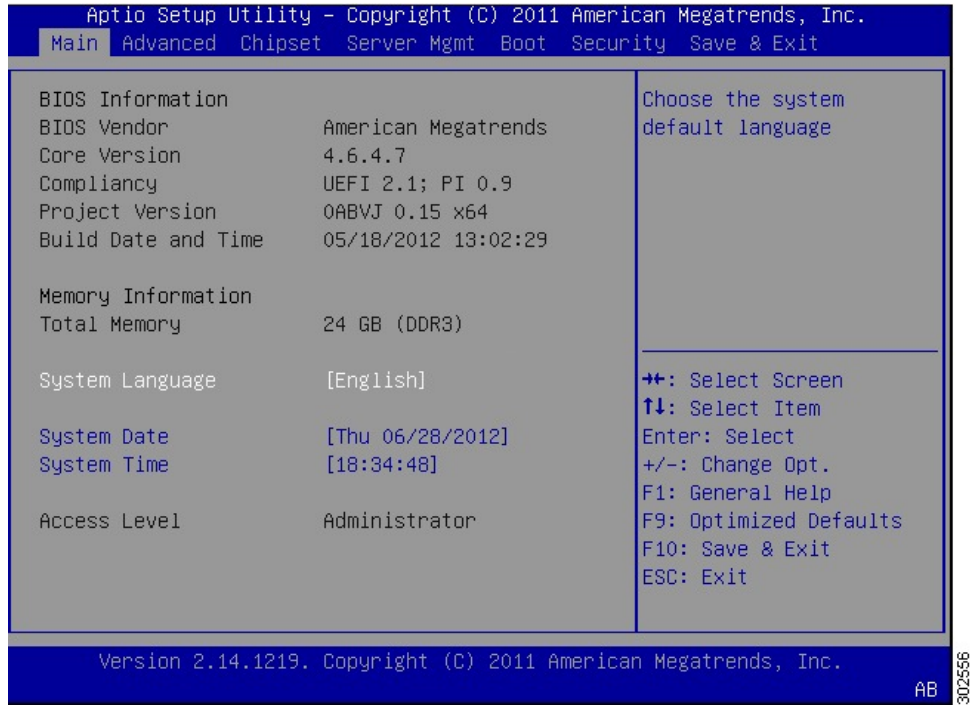 Aptio Setup Utility – Copyright (C) 2011 American Megatrends, Inc.
Main Advanced Chipset Server Mgmt Boot Security Save & Exit
BIOS Information
BIOS Vendor American Megatrends
Core Version 4.6.4.7
Compliancy UEFI 2.1; PI 0.9
Project Version 0ABVJ 0.15 x64
Build Date and Time 05/18/2012 13:02:29
Memory Information
Total Memory 24 GB (DDR3)
System Language [English]
System Date [Thu 06/28/2012]
System Time [18:34:48]
Access Level Administrator
Choose the system
default language
→←: Select Screen
↑↓: Select Item
Enter: Select
+/-: Change Opt.
F1: General Help
F9: Optimized Defaults
F10: Save & Exit
ESC: Exit
Version 2.14.1219. Copyright (C) 2011 American Megatrends, Inc.
AB
302556